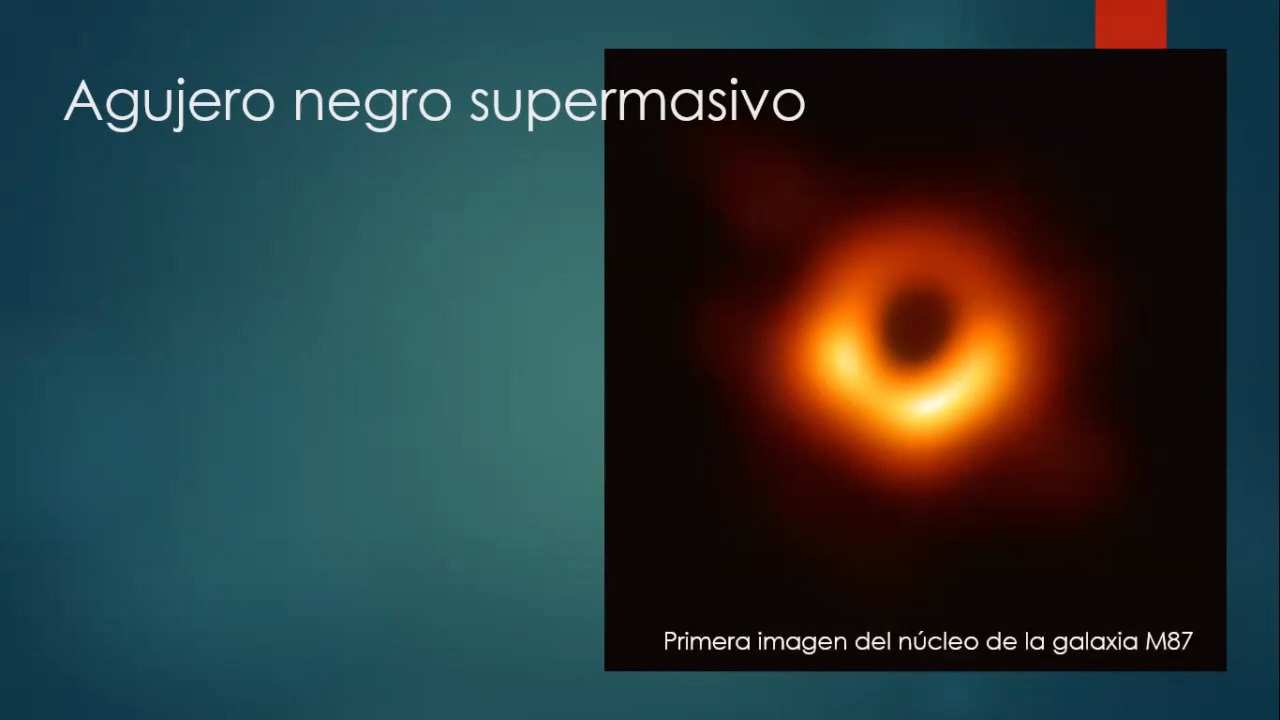 Agujero negro supermasivo
Primera imagen del núcleo de la galaxia M87